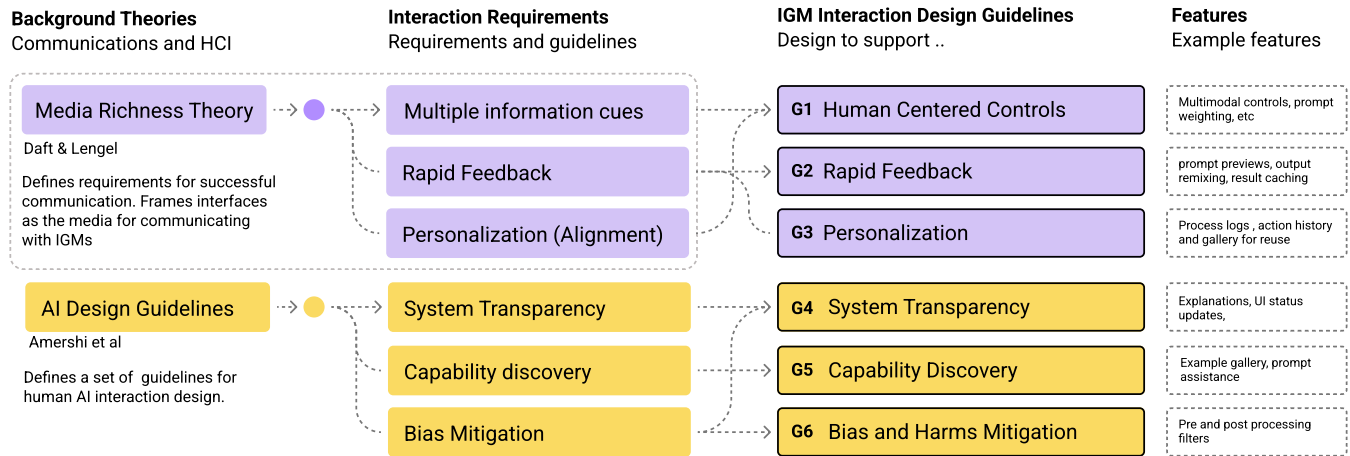 Background Theories
Communications and HCI
Interaction Requirements
Requirements and guidelines
IGM Interaction Design Guidelines
Design to support ..
Features
Example features
Media Richness Theory
Daft & Lengel
Defines requirements for successful
communication. Frames interfaces
as the media for communicating
with IGMs
Multiple information cues
Rapid Feedback
Personalization (Alignment)
G1 Human Centered Controls
G2 Rapid Feedback
G3 Personalization
Multimodal controls, prompt
weighting, etc
prompt previews, output
remixing, result caching
Process logs , action history
and gallery for reuse
AI Design Guidelines
Amershi et al
Defines a set of guidelines for
human AI interaction design.
System Transparency
Capability discovery
Bias Mitigation
G4 System Transparency
G5 Capability Discovery
G6 Bias and Harms Mitigation
Explanations, UI status
updates,
Example gallery, prompt
assistance
Pre and post processing
filters